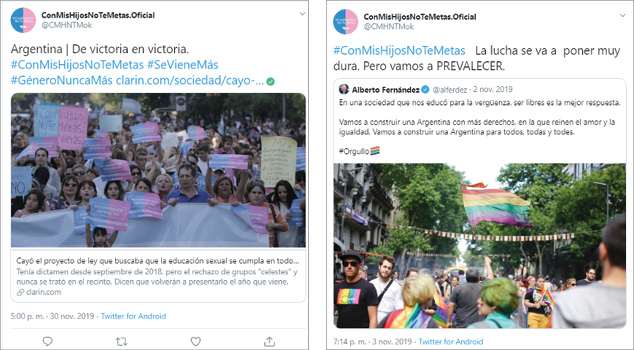 ConMisHijosNoTeMetas.Oficial
@CMHNTMok
Argentina | De victoria en victoria.
#ConMisHijosNoTeMetas #SeVieneMás
#GéneroNuncaMás clarin.com/sociedad/cayo-...
Cayó el proyecto de ley que buscaba que la educación sexual se cumpla en todo...
Tenía dictamen desde septiembre de 2018, pero el rechazo de grupos "celestes" y
nunca se trató en el recinto. Dicen que volverán a presentarlo el año que viene.
clarin.com
5:00 p. m. · 30 nov. 2019 · Twitter for Android
ConMisHijosNoTeMetas.Oficial
@CMHNTMok
#ConMisHijosNoTeMetas La lucha se va a poner muy
dura. Pero vamos a PREVALECER.
Alberto Fernández @alferdez · 2 nov. 2019
En una sociedad que nos educó para la vergüenza, ser libres es la mejor respuesta.
Vamos a construir una Argentina con más derechos, en la que reinen el amor y la
igualdad. Vamos a construir una Argentina para todos, todas y todes.
#Orgullo
7:14 p. m. · 3 nov. 2019 · Twitter for Android